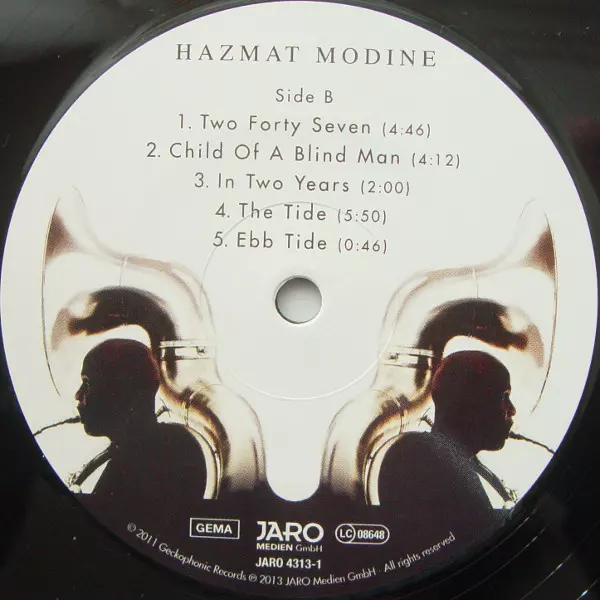 HAZMAT MODINE
Side B
1. Two Forty Seven (4:46)
2. Child Of A Blind Man (4:12)
3. In Two Years (2:00)
4. The Tide (5:50)
5. Ebb Tide (0:46)
GEMA
JARO
MEDIEN GmbH
LC 08648
JARO 4313-1
© 2011 Geckophonic Records ℗ 2013 JARO Medien GmbH . All rights reserved